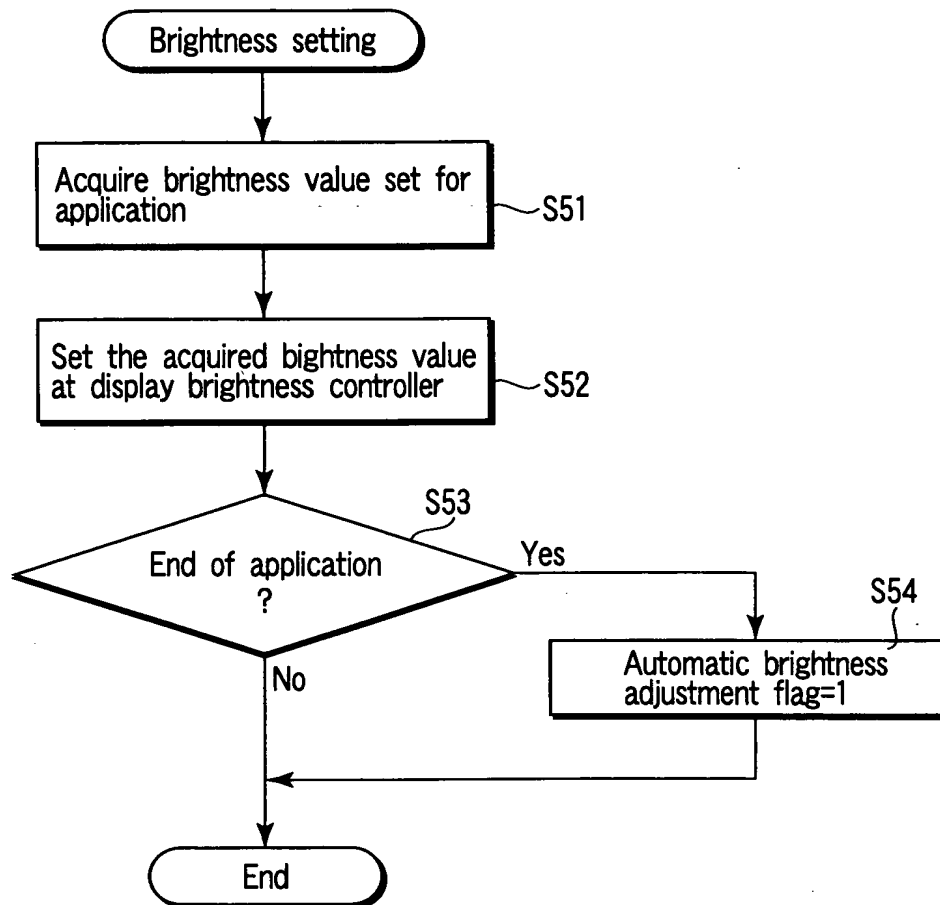 Brightness setting
Acquire brightness value set for
application
S51
Set the acquired bightness value
at display brightness controller
S52
S53
End of application
?
Yes
No
S54
Automatic brightness
adjustment flag=1
End